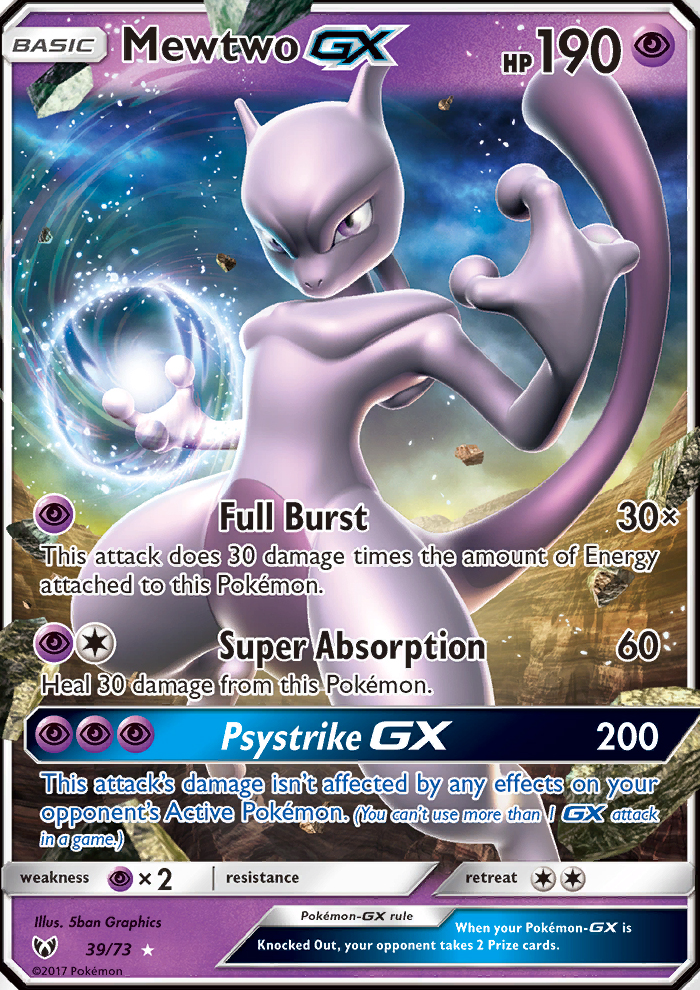 BASIC Mewtwo GX HP 190
Full Burst 30×
This attack does 30 damage times the amount of Energy
attached to this Pokémon.
Super Absorption 60
Heal 30 damage from this Pokémon.
Psystrike GX 200
This attack's damage isn't affected by any effects on your
opponent's Active Pokémon. (You can't use more than 1 GX attack
in a game.)
weakness × 2 resistance retreat
Illus. 5ban Graphics
39/73
©2017 Pokémon
Pokémon-GX rule
When your Pokémon-GX is
Knocked Out, your opponent takes 2 Prize cards.